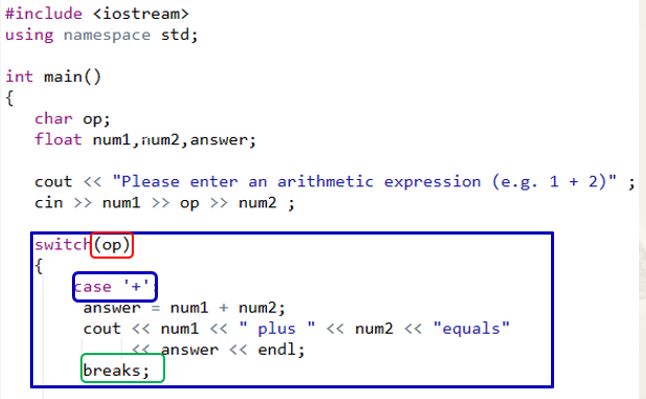 #include <iostream>
using namespace std;
int main()
{
char op;
float num1,num2,answer;
cout << "Please enter an arithmetic expression (e.g. 1 + 2)" ;
cin >> num1 >> op >> num2 ;
switch(op)
{
case '+':
answer = num1 + num2;
cout << num1 << " plus " << num2 << "equals"
<< answer << endl;
breaks;